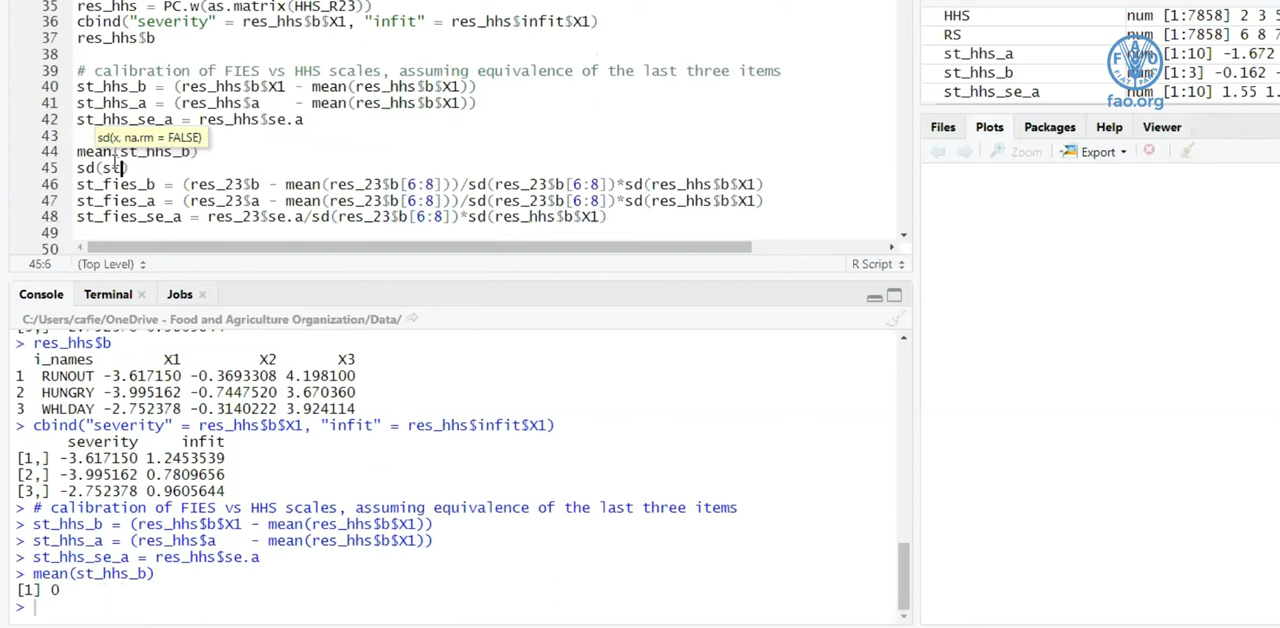 35 res_hhs = PC.w(as.matrix(HHS_R23))
36 cbind("severity" = res_hhs$b$X1, "infit" = res_hhs$infit$X1)
37 res_hhs$b
38
39 # calibration of FIES vs HHS scales, assuming equivalence of the last three items
40 st_hhs_b = (res_hhs$b$X1 - mean(res_hhs$b$X1))
41 st_hhs_a = (res_hhs$a    - mean(res_hhs$b$X1))
42 st_hhs_se_a = res_hhs$se.a
sd(x, na.rm = FALSE)
43
44 mean(st_hhs_b)
45 sd(st)
46 st_fies_b = (res_23$b - mean(res_23$b[6:8]))/sd(res_23$b[6:8])*sd(res_hhs$b$X1)
47 st_fies_a = (res_23$a - mean(res_23$b[6:8]))/sd(res_23$b[6:8])*sd(res_hhs$b$X1)
48 st_fies_se_a = res_23$se.a/sd(res_23$b[6:8])*sd(res_hhs$b$X1)
49
50
45:6 (Top Level) R Script
Console Terminal Jobs
C:/Users/cafie/OneDrive - Food and Agriculture Organization/Data/
> res_hhs$b
i_names X1 X2 X3
1 RUNOUT -3.617150 -0.3693308 4.198100
2 HUNGRY -3.995162 -0.7447520 3.670360
3 WHLDAY -2.752378 -0.3140222 3.924114
> cbind("severity" = res_hhs$b$X1, "infit" = res_hhs$infit$X1)
severity infit
[1,] -3.617150 1.2453539
[2,] -3.995162 0.7809656
[3,] -2.752378 0.9605644
> # calibration of FIES vs HHS scales, assuming equivalence of the last three items
> st_hhs_b = (res_hhs$b$X1 - mean(res_hhs$b$X1))
> st_hhs_a = (res_hhs$a    - mean(res_hhs$b$X1))
> st_hhs_se_a = res_hhs$se.a
> mean(st_hhs_b)
[1] 0
>
HHS num [1:7858] 2 3
RS num [1:7858] 6 8
st_hhs_a num [1:10] -1.672
st_hhs_b num [1:3] -0.162
st_hhs_se_a num [1:10] 1.55 1.
FAO
fao.org
Files Plots Packages Help Viewer
Zoom Export